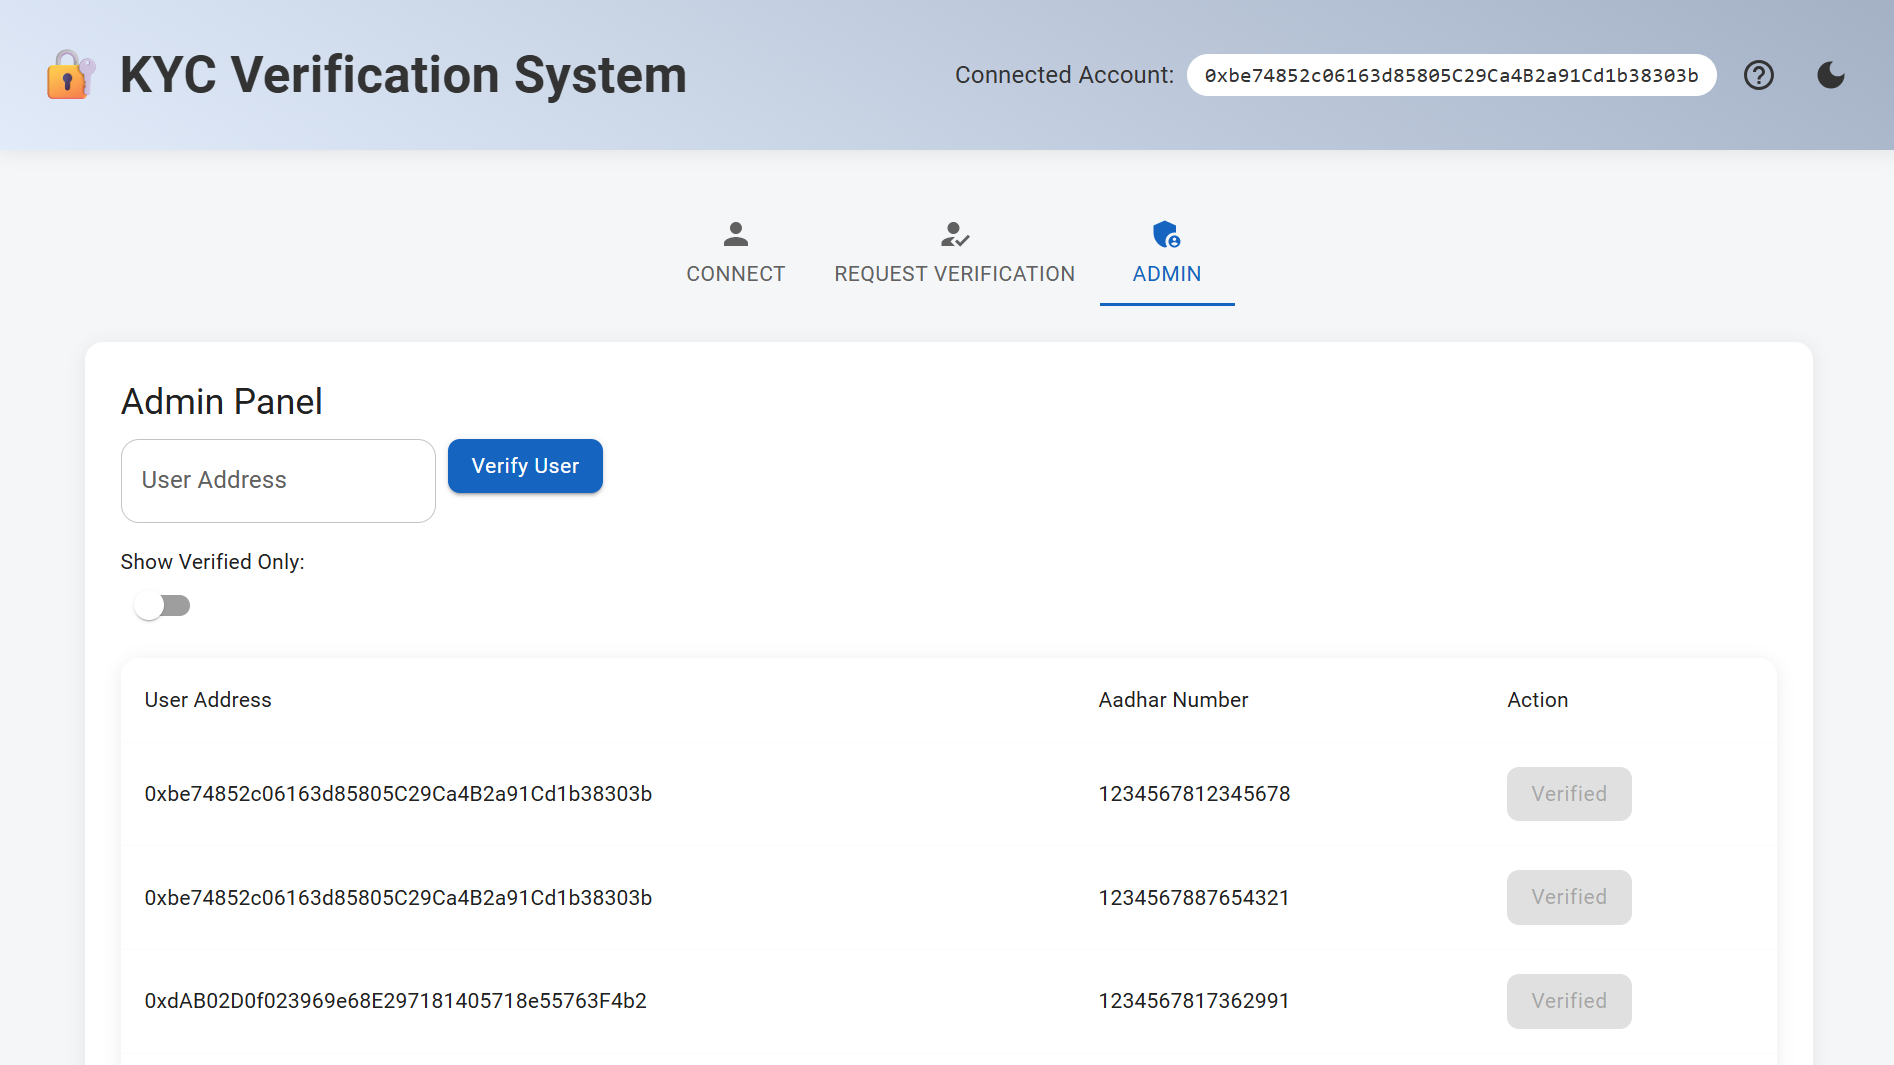 KYC Verification System
Connected Account: 0xbe74852c06163d85805C29Ca4B2a91Cd1b38303b
CONNECT
REQUEST VERIFICATION
ADMIN
Admin Panel
User Address
Verify User
Show Verified Only:
User Address Aadhar Number Action
0xbe74852c06163d85805C29Ca4B2a91Cd1b38303b 1234567812345678 Verified
0xbe74852c06163d85805C29Ca4B2a91Cd1b38303b 1234567887654321 Verified
0xdAB02D0f023969e68E297181405718e55763F4b2 1234567817362991 Verified